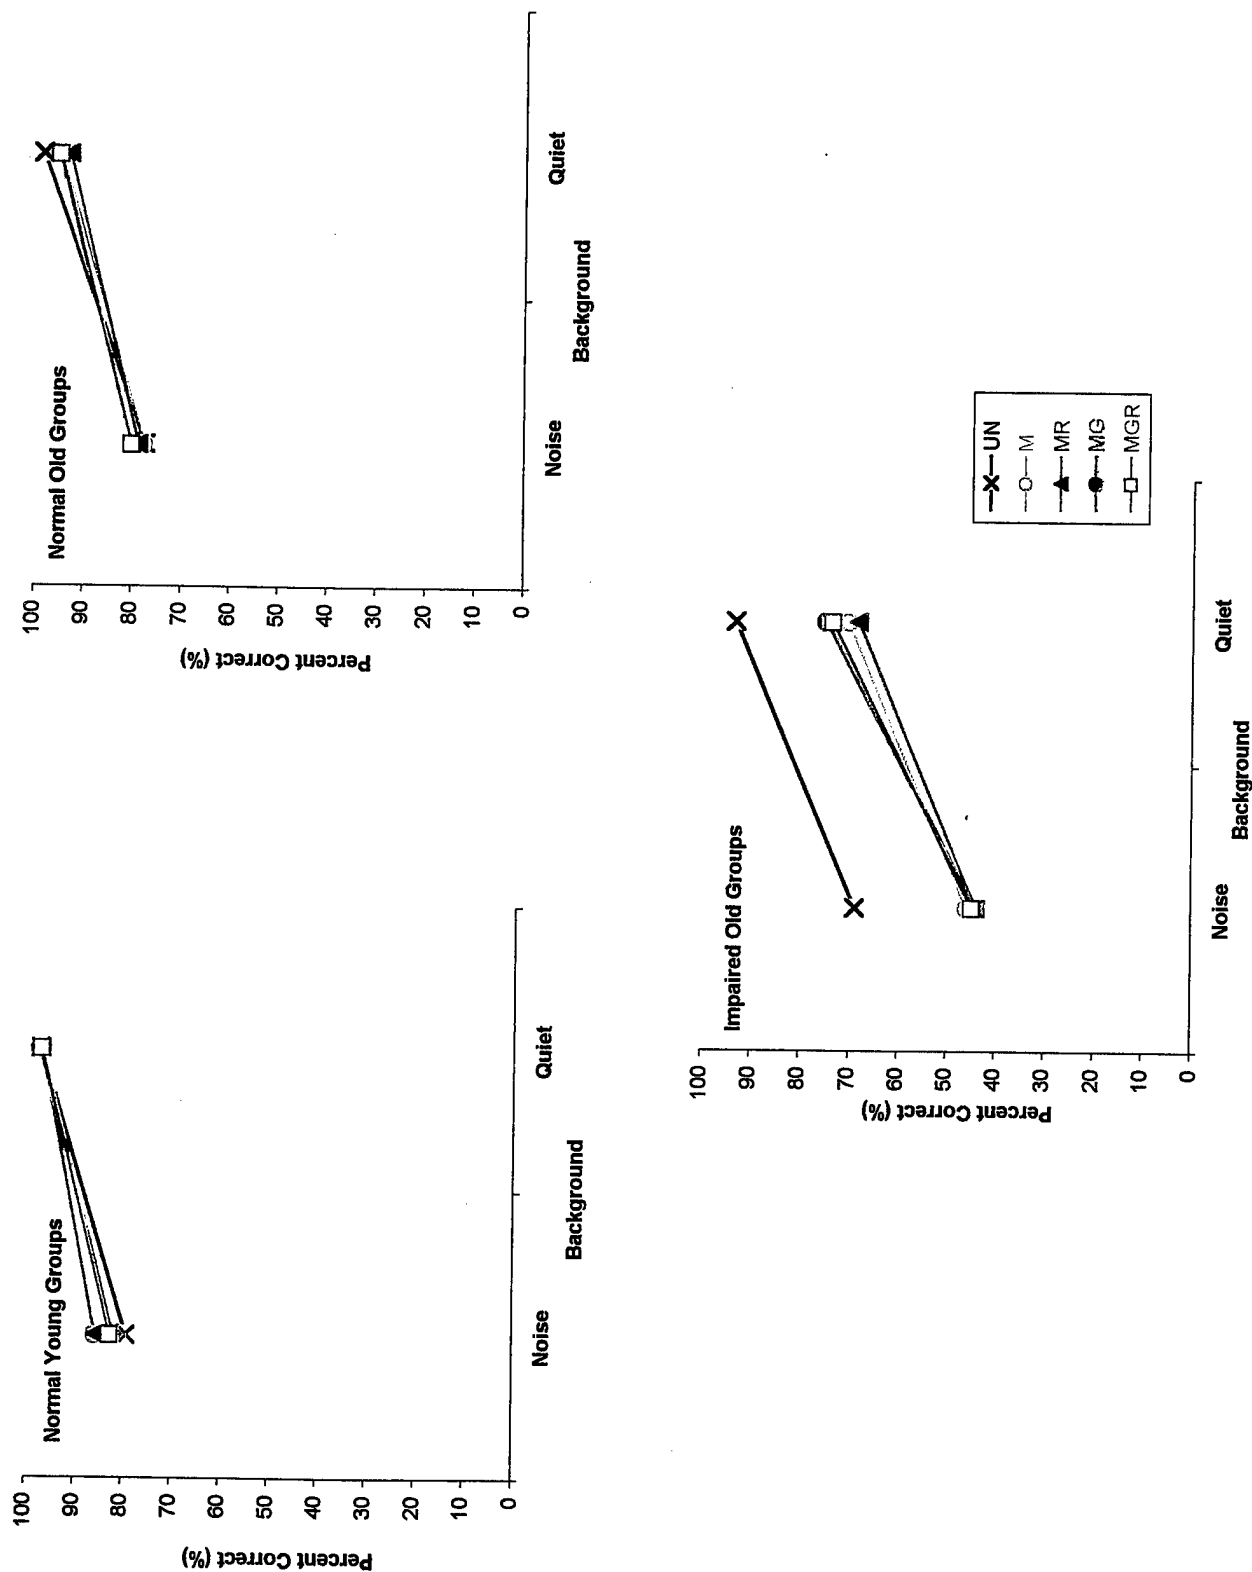 Normal Young Groups
100
90
80
70
60
50
40
30
20
10
0
Percent Correct (%)
Noise
Quiet
Background
Normal Old Groups
100
90
80
70
60
50
40
30
20
10
0
Percent Correct (%)
Noise
Quiet
Background
Impaired Old Groups
100
90
80
70
60
50
40
30
20
10
0
Percent Correct (%)
Noise
Quiet
Background
UN
M
MR
MG
MGR